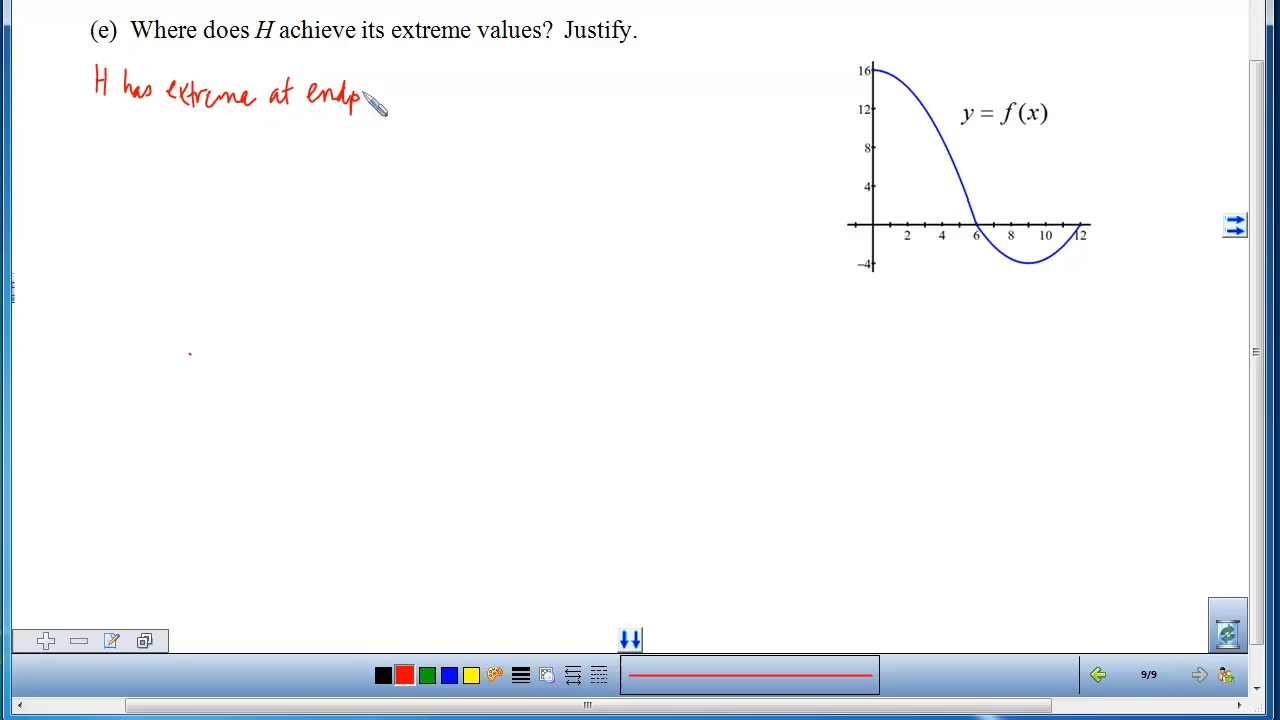 (e) Where does H achieve its extreme values? Justify.
H has extrema at endp
y = f(x)
16
12
8
4
-4
2 4 6 8 10 12
9/9